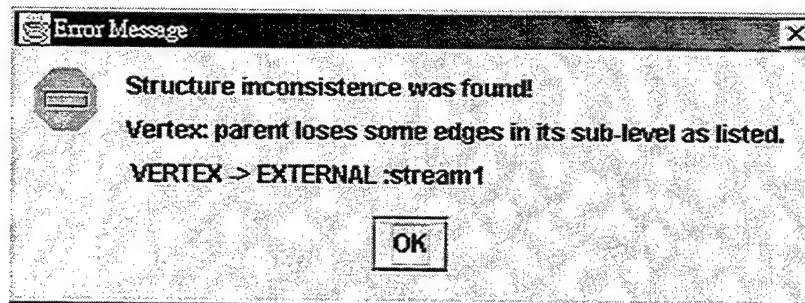 Error Message
Structure inconsistence was found!
Vertex: parent loses some edges in its sub-level as listed.
VERTEX -> EXTERNAL :stream1
OK